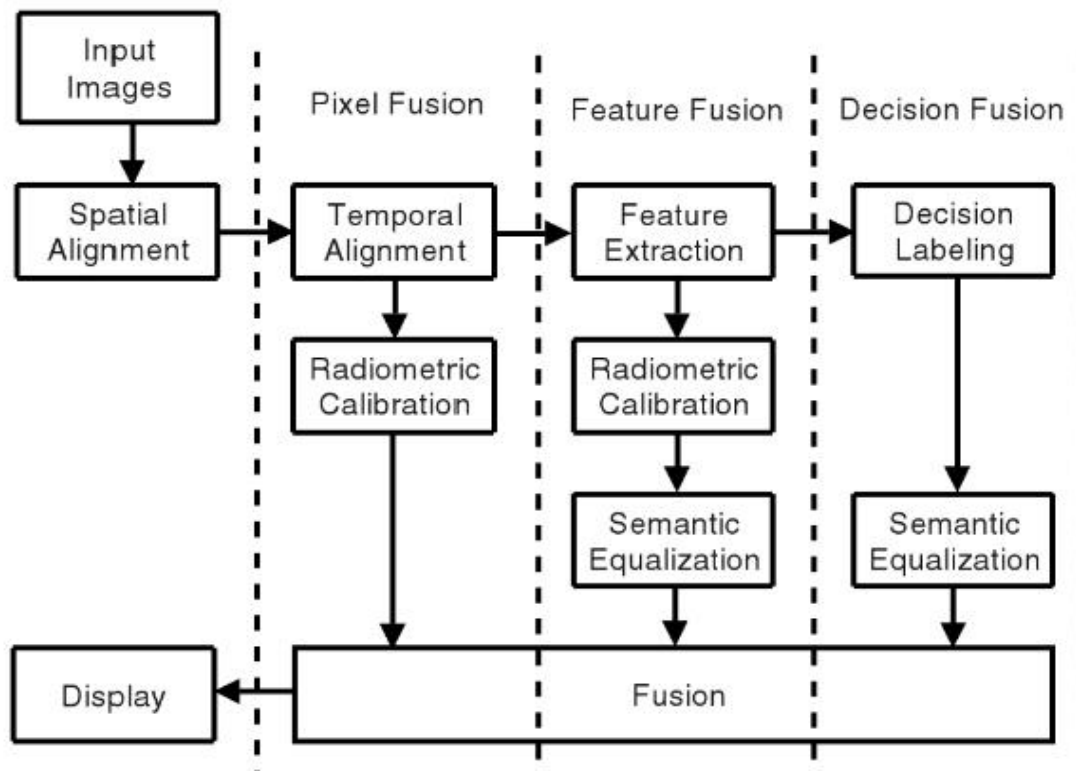 Input
Images
Pixel Fusion
Feature Fusion
Decision Fusion
Spatial
Alignment
Temporal
Alignment
Feature
Extraction
Decision
Labeling
Radiometric
Calibration
Radiometric
Calibration
Semantic
Equalization
Semantic
Equalization
Display
Fusion